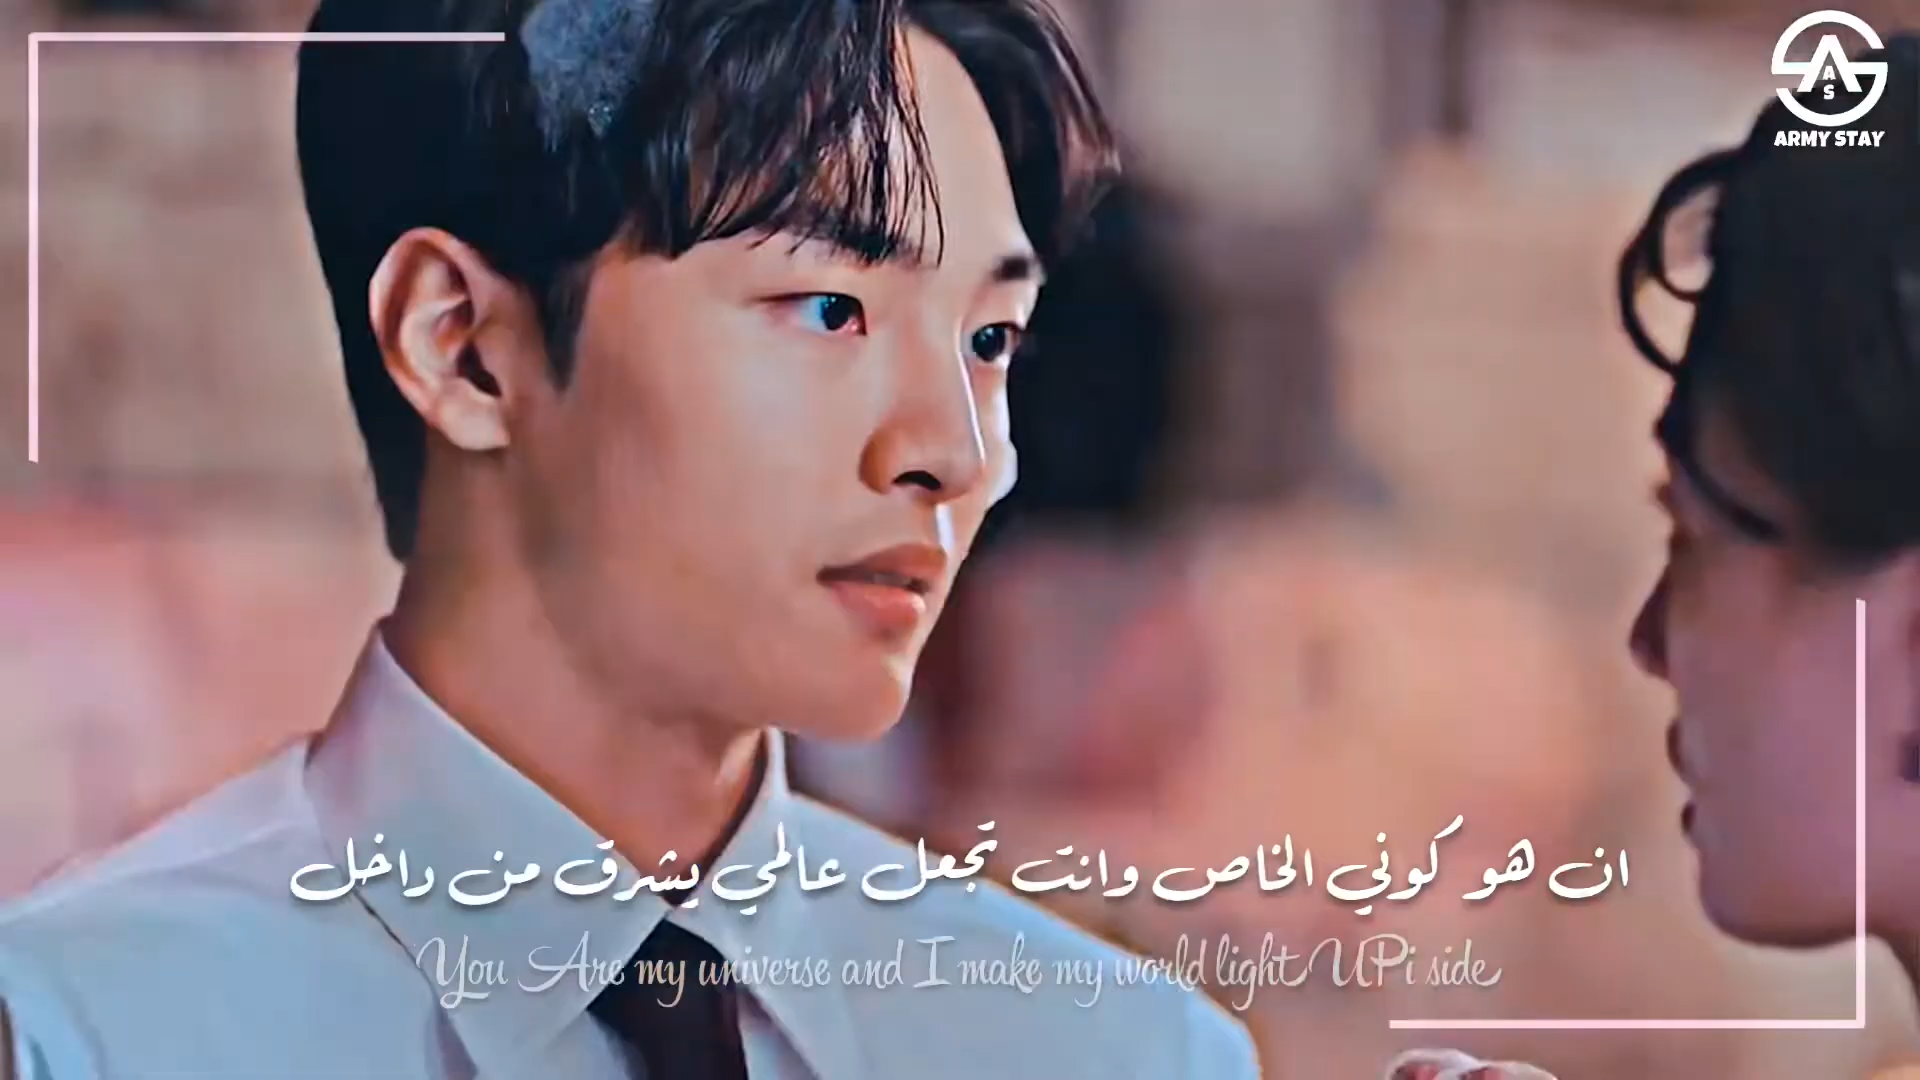 A
A
S
ARMY STAY
ان هو كوني الخاص وانت تجعل عالمي يشرق من داخل
You Are my universe and I make my world light UPi side